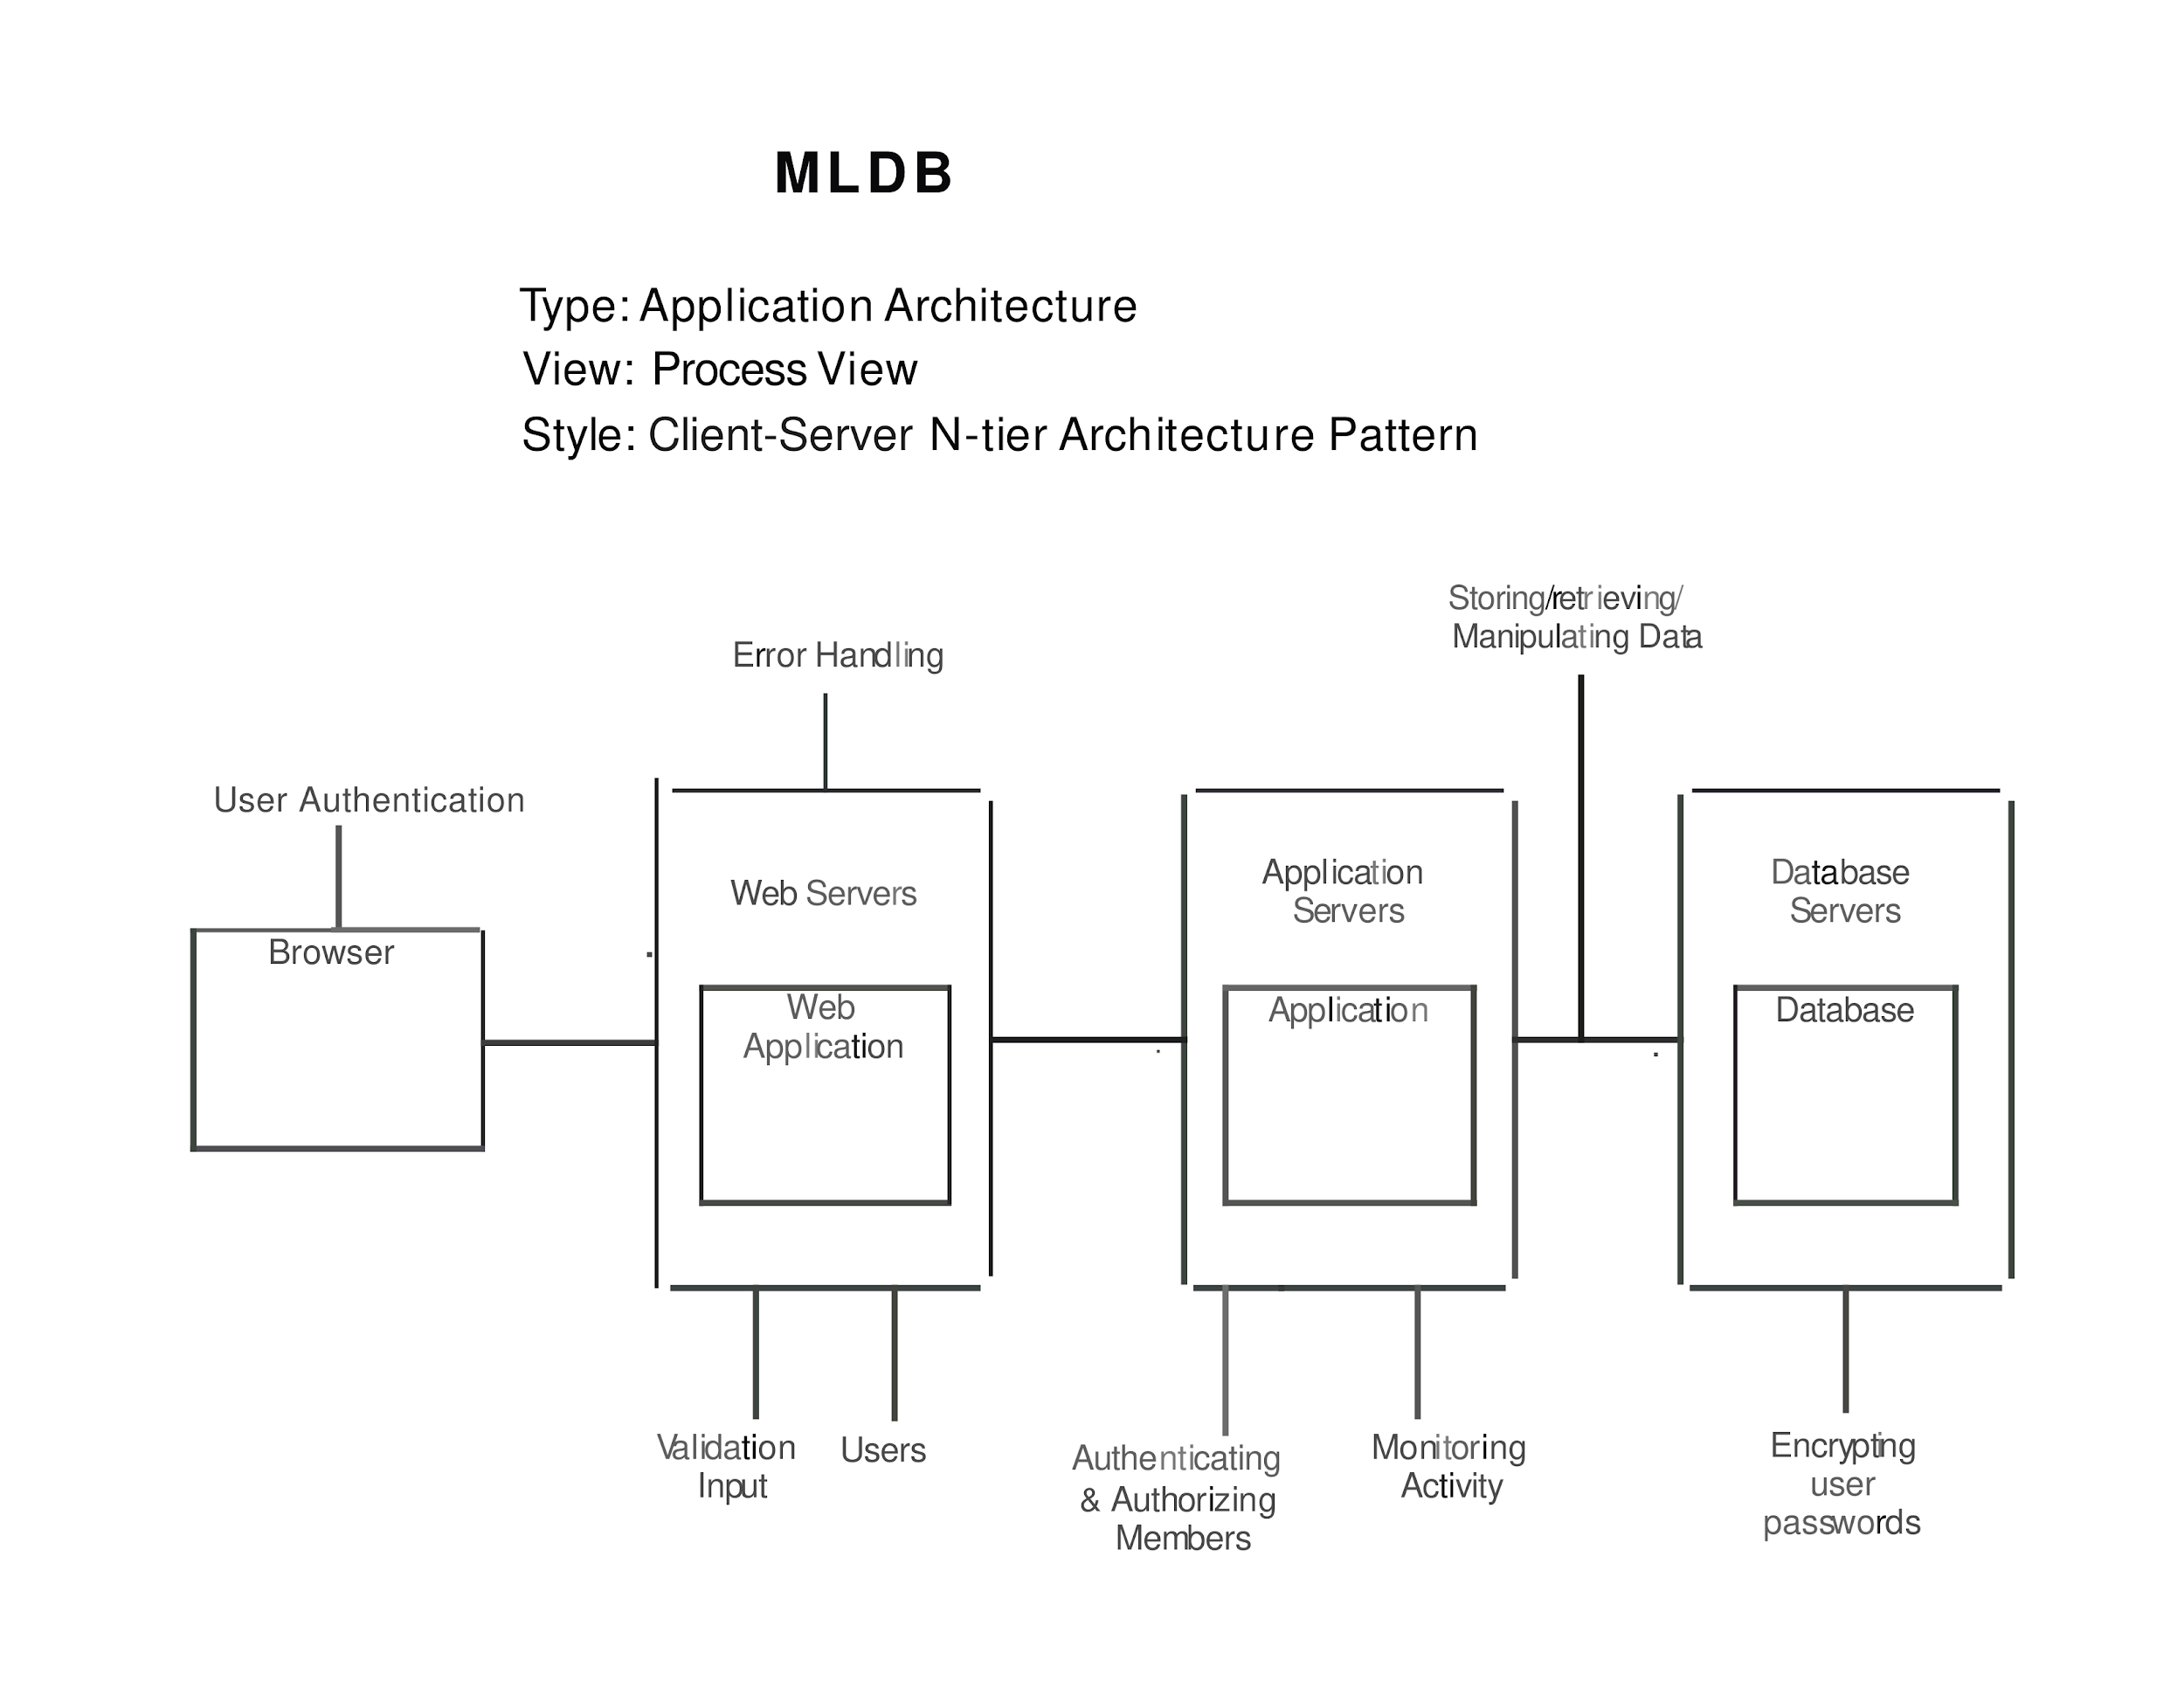 MLDB
Type: Application Architecture
View: Process View
Style: Client-Server N-tier Architecture Pattern
Storing/retrieving/
Manipulating Data
Error Handling
User Authentication
Browser
Web Servers
Web
Application
Application
Servers
Application
Database
Servers
Database
Validation
Input
Users
Authenticating
& Authorizing
Members
Monitoring
Activity
Encrypting
user
passwords